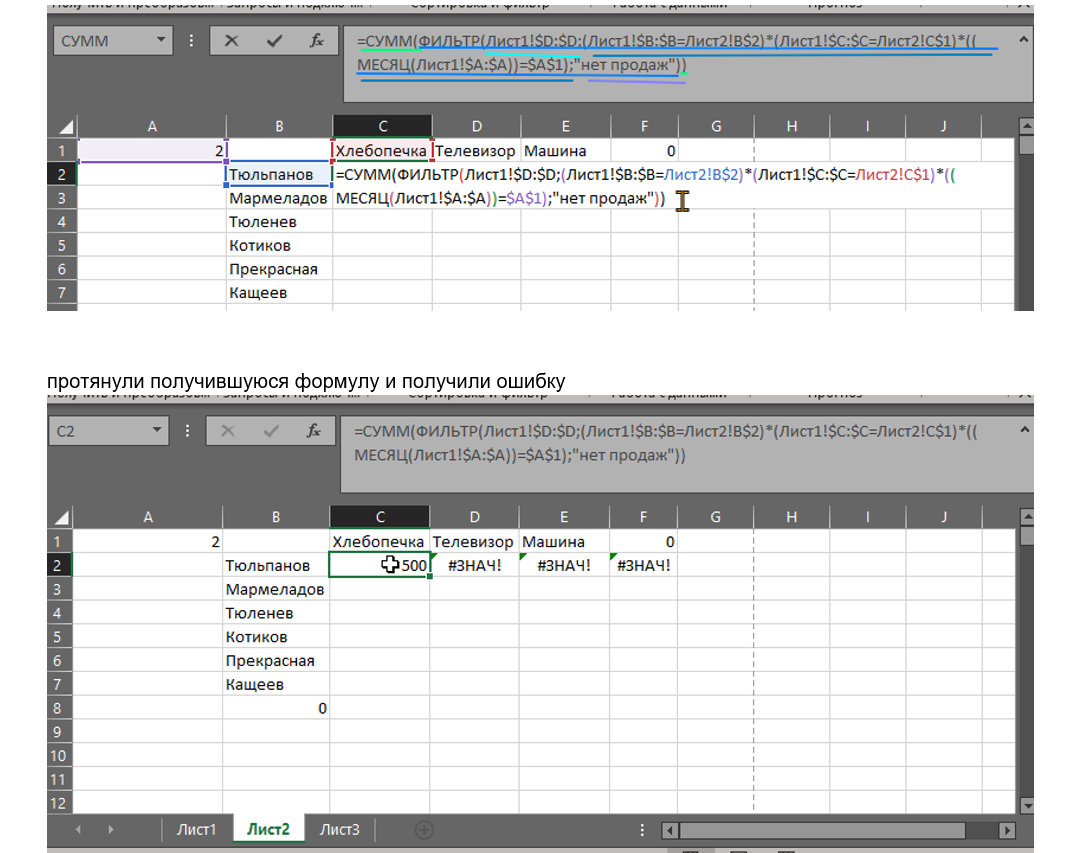 СУММ
=СУММ(ФИЛЬТР(Лист1!$D:$D;(Лист1!$B:$B=Лист2!B$2)*(Лист1!$C:$C=Лист2!C$1)*((
МЕСЯЦ(Лист1!$A:$A))=$A$1);"нет продаж"))
A B C D E F G H I J
1 2 Хлебопечка Телевизор Машина 0
2 Тюльпанов =СУММ(ФИЛЬТР(Лист1!$D:$D;(Лист1!$B:$B=Лист2!B$2)*(Лист1!$C:$C=Лист2!C$1)*((
3 Мармеладов МЕСЯЦ(Лист1!$A:$A))=$A$1);"нет продаж"))
4 Тюленев
5 Котиков
6 Прекрасная
7 Кащеев
протянули получившуюся формулу и получили ошибку
C2
=СУММ(ФИЛЬТР(Лист1!$D:$D;(Лист1!$B:$B=Лист2!B$2)*(Лист1!$C:$C=Лист2!C$1)*((
МЕСЯЦ(Лист1!$A:$A))=$A$1);"нет продаж"))
A B C D E F G H I J
1 2 Хлебопечка Телевизор Машина 0
2 Тюльпанов 500 #ЗНАЧ! #ЗНАЧ! #ЗНАЧ!
3 Мармеладов
4 Тюленев
5 Котиков
6 Прекрасная
7 Кащеев
8 0
9
10
11
12
Лист1 Лист2 Лист3